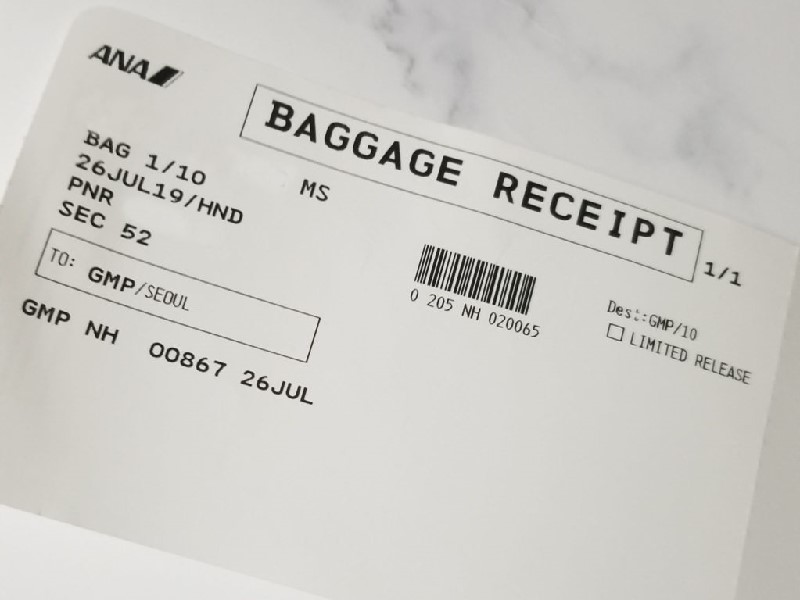 ANA
BAGGAGE RECEIPT
1/1
BAG 1/10
MS
26JUL19/HND
PNR
SEC 52
TO: GMP/SEOUL
GMP NH 00867 26JUL
0 205 NH 020065
Des::GMP/10
LIMITED RELEASE